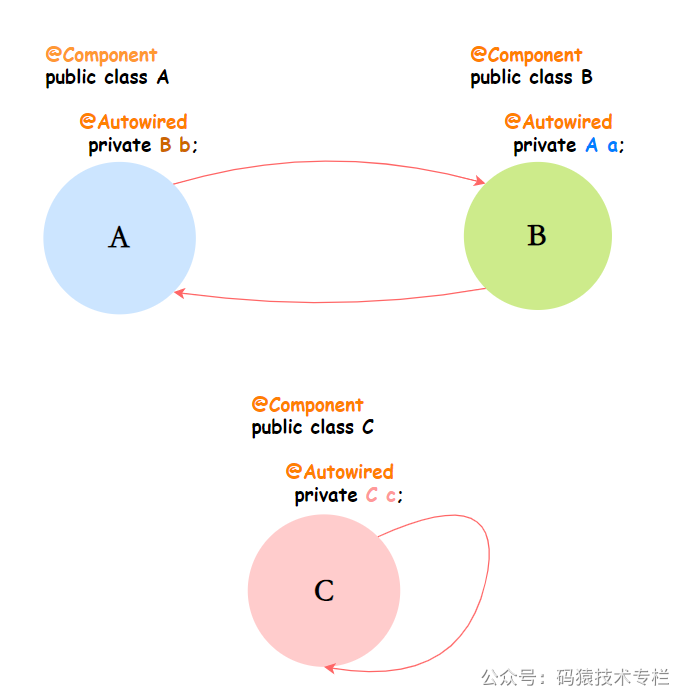 @Component
public class A
@Autowired
private B b;
A
@Component
public class B
@Autowired
private A a;
B
@Component
public class C
@Autowired
private C c;
C
公众号：码猿技术专栏